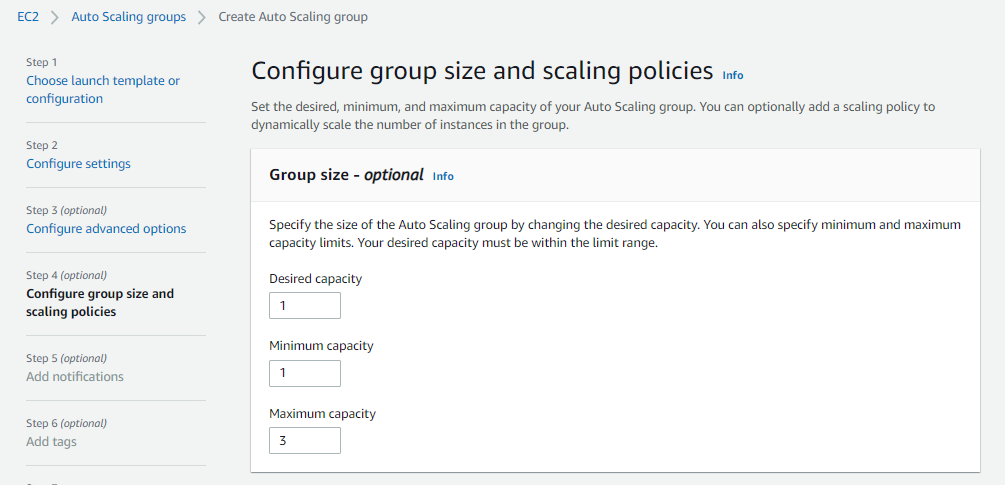 EC2 > Auto Scaling groups > Create Auto Scaling group
Step 1
Choose launch template or
configuration
Step 2
Configure settings
Step 3 (optional)
Configure advanced options
Step 4 (optional)
Configure group size and
scaling policies
Step 5 (optional)
Add notifications
Step 6 (optional)
Add tags
Configure group size and scaling policies Info
Set the desired, minimum, and maximum capacity of your Auto Scaling group. You can optionally add a scaling policy to
dynamically scale the number of instances in the group.
Group size - optional Info
Specify the size of the Auto Scaling group by changing the desired capacity. You can also specify minimum and maximum
capacity limits. Your desired capacity must be within the limit range.
Desired capacity
1
Minimum capacity
1
Maximum capacity
3